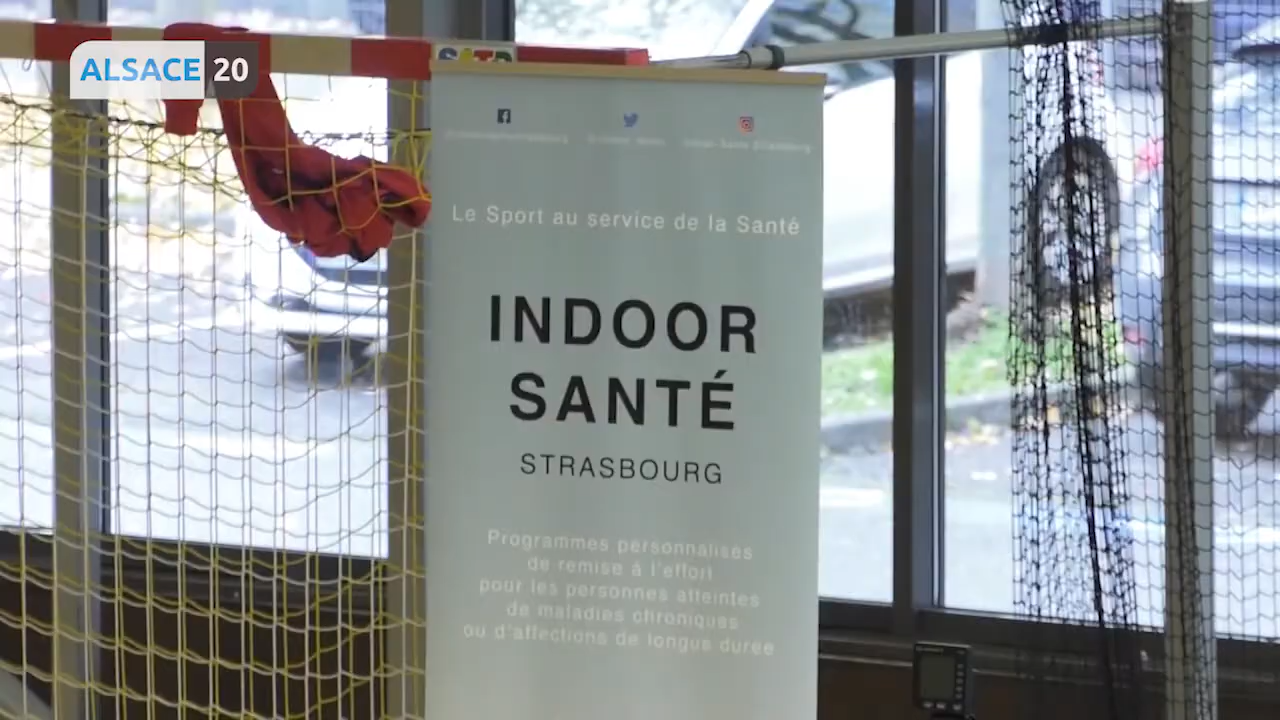 ALSACE 20
Le Sport au service de la Santé
INDOOR
SANTÉ
STRASBOURG
Programmes personnalisés
de remise à l'effort
pour les personnes atteintes
de maladies chroniques
ou d'affections de longue durée